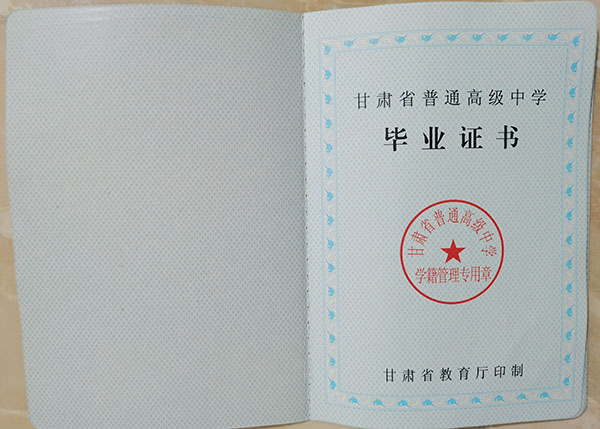 甘肃省普通高级中学
毕业证书
甘肃省普通高级中学
学籍管理专用章
甘肃省教育厅印制